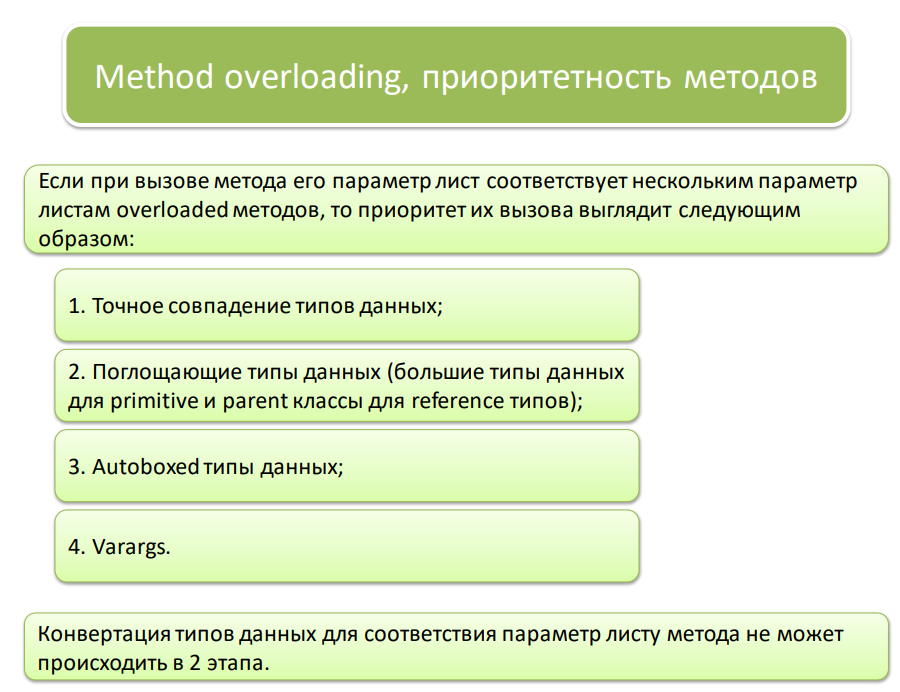 Method overloading, приоритетность методов
Если при вызове метода его параметр лист соответствует нескольким параметр
листам overloaded методов, то приоритет их вызова выглядит следующим
образом:
1. Точное совпадение типов данных;
2. Поглощающие типы данных (большие типы данных
для primitive и parent классы для reference типов);
3. Autoboxed типы данных;
4. Varargs.
Конвертация типов данных для соответствия параметр листу метода не может
происходить в 2 этапа.